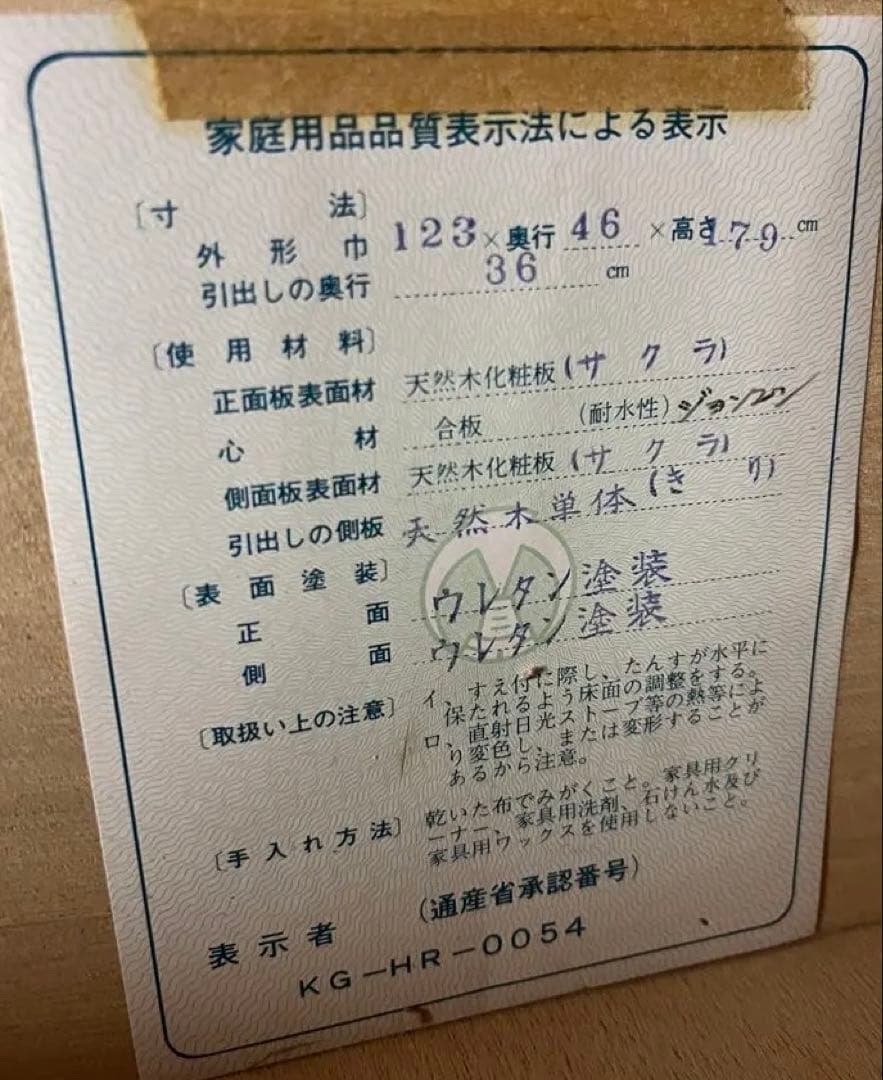 家庭用品品質表示法による表示
〔寸法〕
外形巾 123×奥行 46 ×高さ179cm
引出しの奥行 36 cm
〔使用材料〕
正面板表面材 天然木化粧板(サクラ)
心材 合板 (耐水性)
側面板表面材 天然木化粧板(サクラ)
引出しの側板 天然木単体(きり)
〔表面塗装〕
正面 ウレタン塗装
側面 ウレタン塗装
〔取扱い上の注意〕
イ、すえ付に際し、たんすが水平に
保たれるよう床面の調整をする。
ロ、直射日光ストーブ等の熱等によ
り変色し、または変形することが
あるから注意。
〔手入れ方法〕
乾いた布でみがくこと。家具用クリ
ーナー、家具用洗剤、石けん水及び
家具用ワックスを使用しないこと。
表示者 (通産省承認番号)
KG-HR-0054